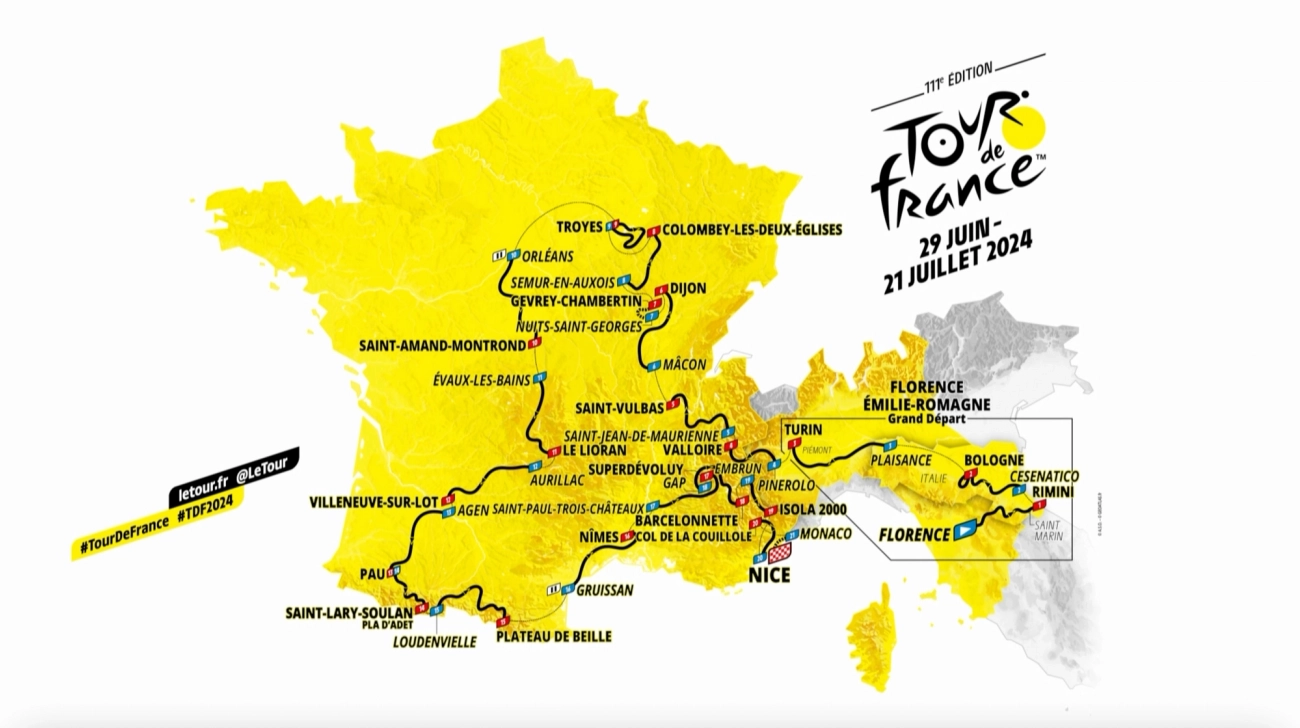 111e ÉDITION
TOUR
de
france™
29 JUIN –
21 JUILLET 2024
TROYES
COLOMBEY-LES-DEUX-ÉGLISES
ORLÉANS
SEMUR-EN-AUXOIS
DIJON
GEVREY-CHAMBERTIN
NUITS-SAINT-GEORGES
SAINT-AMAND-MONTROND
MÂCON
ÉVAUX-LES-BAINS
FLORENCE
ÉMILIE-ROMAGNE
Grand Départ
SAINT-VULBAS
TURIN
SAINT-JEAN-DE-MAURIENNE
VALLOIRE
LE LIORAN
PIÉMONT
PLAISANCE
BOLOGNE
SUPERDÉVOLUY
EMBRUN
GAP
AURILLAC
PINEROLO
ITALIE
CESENATICO
RIMINI
letour.fr @LeTour
#TourDeFrance #TDF2024
VILLENEUVE-SUR-LOT
AGEN
SAINT-PAUL-TROIS-CHÂTEAUX
ISOLA 2000
BARCELONNETTE
COL DE LA COUILLOLE
NÎMES
MONACO
FLORENCE
SAINT
MARIN
PAU
NICE
GRUISSAN
SAINT-LARY-SOULAN
PLA D'ADET
LOUDENVIELLE
PLATEAU DE BEILLE